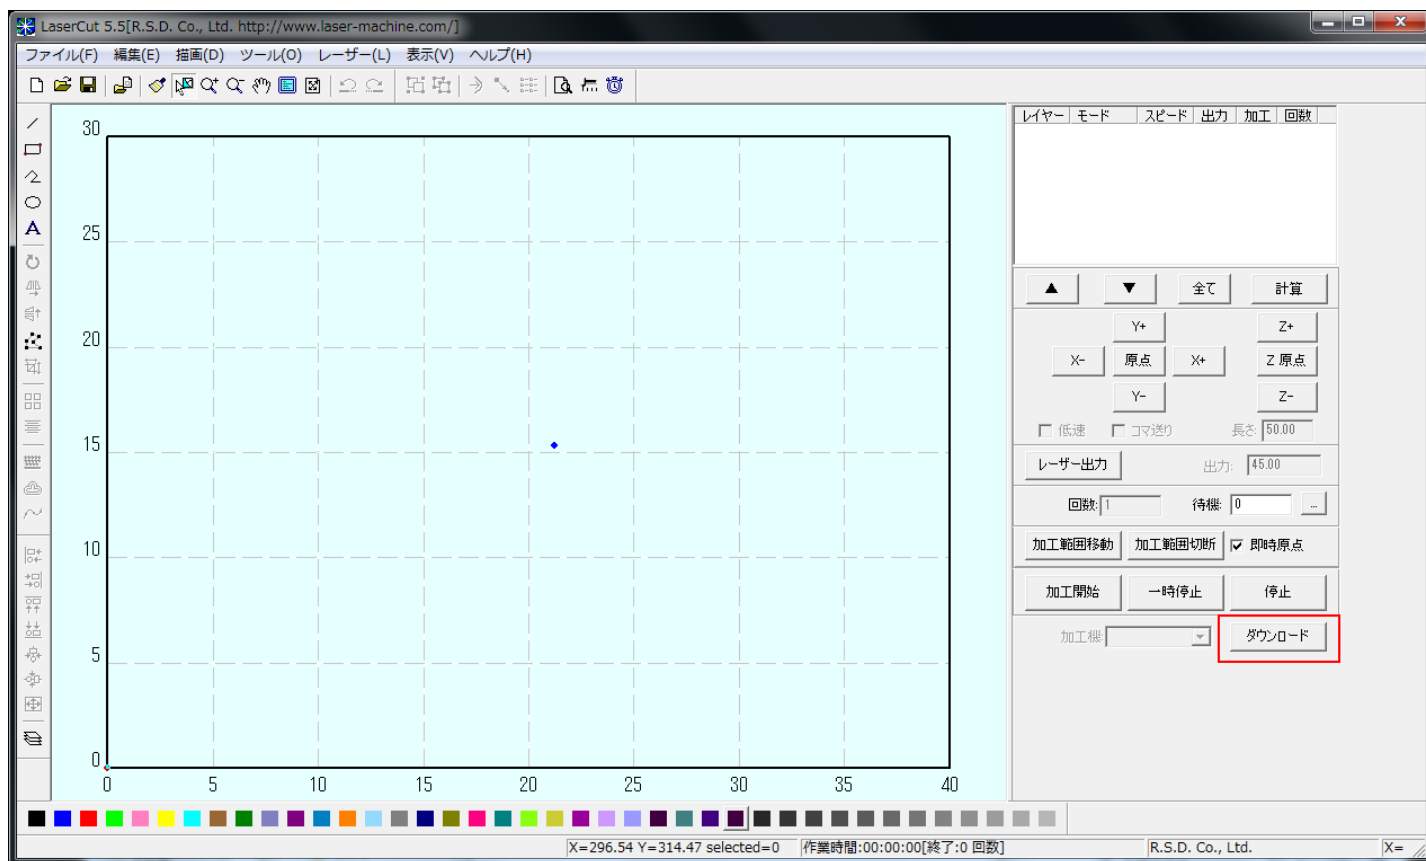 LaserCut 5.5[R.S.D. Co., Ltd. http://www.laser-machine.com/]
ファイル(F) 編集(E) 描画(D) ツール(O) レーザー(L) 表示(V) ヘルプ(H)
レイヤー モード スピード 出力 加工 回数
30
25
20
15
10
5
0
0 5 10 15 20 25 30 35 40
▲ ▼ 全て 計算
Y+ Z+
X- 原点 X+ Z 原点
Y- Z-
低速 コマ送り 長さ: 50.00
レーザー出力 出力: 45.00
回数: 1 待機: 0 ...
加工範囲移動 加工範囲切断 即時原点
加工開始 一時停止 停止
加工機: ダウンロード
X=296.54 Y=314.47 selected=0 作業時間:00:00:00[終了:0 回数] R.S.D. Co., Ltd. X=